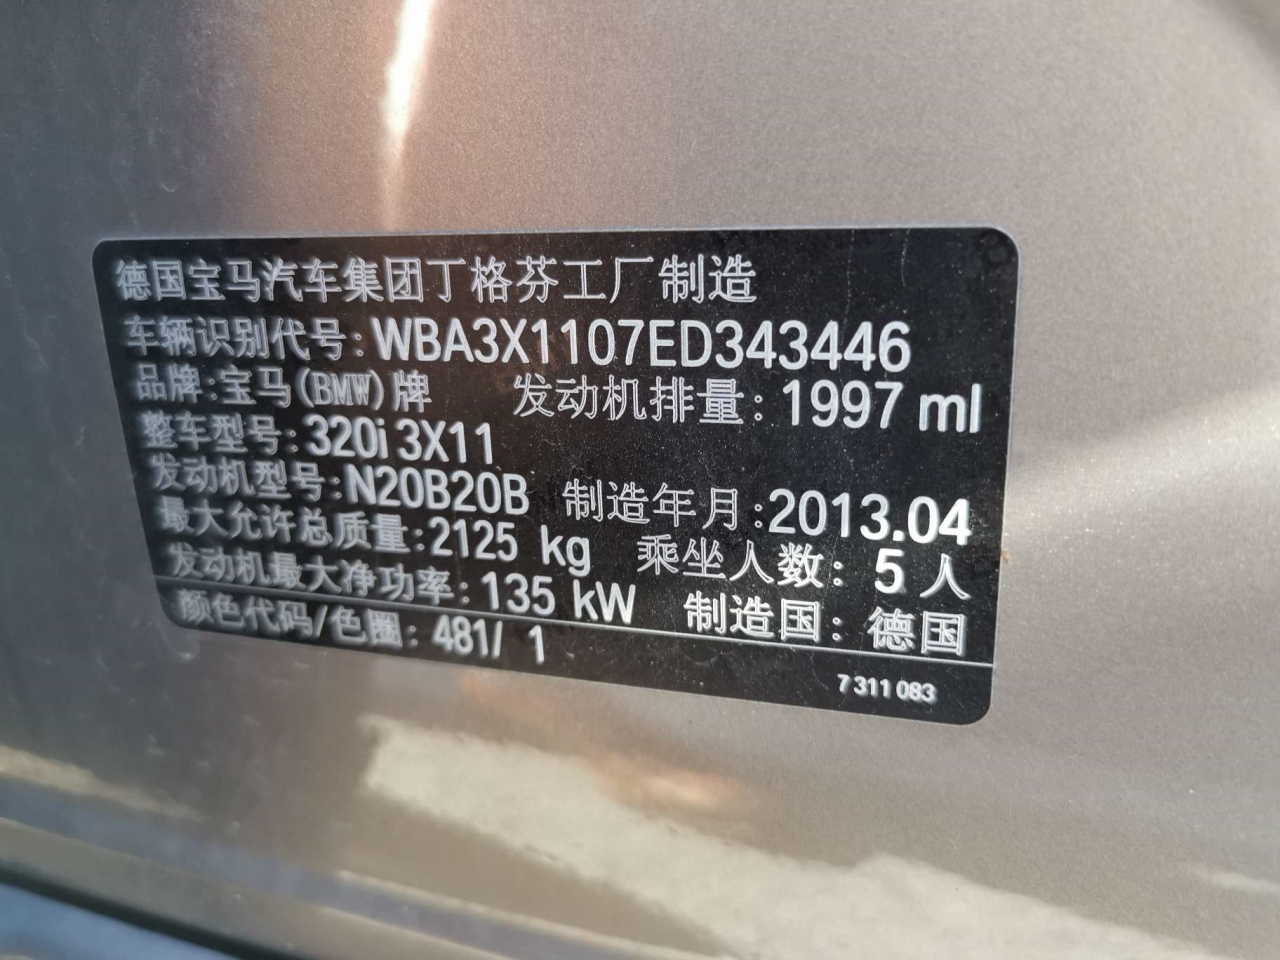 德国宝马汽车集团丁格芬工厂制造
车辆识别代号:WBA3X1107ED343446
品牌:宝马(BMW)牌 发动机排量:1997 ml
整车型号:320i 3X11
发动机型号:N20B20B 制造年月:2013.04
最大允许总质量:2125 kg 乘坐人数: 5 人
发动机最大净功率:135 kW 制造国: 德国
颜色代码/色圈: 481/ 1
7 311 083